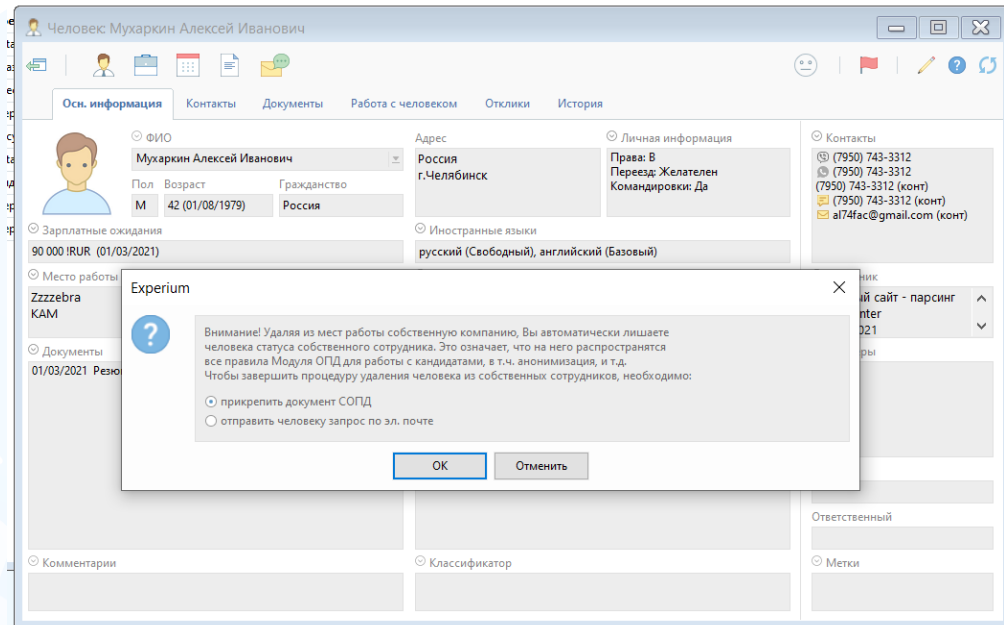 Человек: Мухаркин Алексей Иванович
Осн. информация Контакты Документы Работа с человеком Отклики История
ФИО
Мухаркин Алексей Иванович
Пол Возраст Гражданство
М 42 (01/08/1979) Россия
Адрес
Россия
г.Челябинск
Личная информация
Права: B
Переезд: Желателен
Командировки: Да
Контакты
(7950) 743-3312
(7950) 743-3312
(7950) 743-3312 (конт)
(7950) 743-3312 (конт)
al74fac@gmail.com (конт)
Зарплатные ожидания
90 000 !RUR (01/03/2021)
Иностранные языки
русский (Свободный), английский (Базовый)
Место работы
Zzzzebra
KAM
сайт - парсинг
Документы
01/03/2021
Experium
Внимание! Удаляя из мест работы собственную компанию, Вы автоматически лишаете
человека статуса собственного сотрудника. Это означает, что на него распространятся
все правила Модуля ОПД для работы с кандидатами, в т.ч. анонимизация, и т.д.
Чтобы завершить процедуру удаления человека из собственных сотрудников, необходимо:
прикрепить документ СОПД
отправить человеку запрос по эл. почте
ОК Отменить
Ответственный
Комментарии
Классификатор
Метки